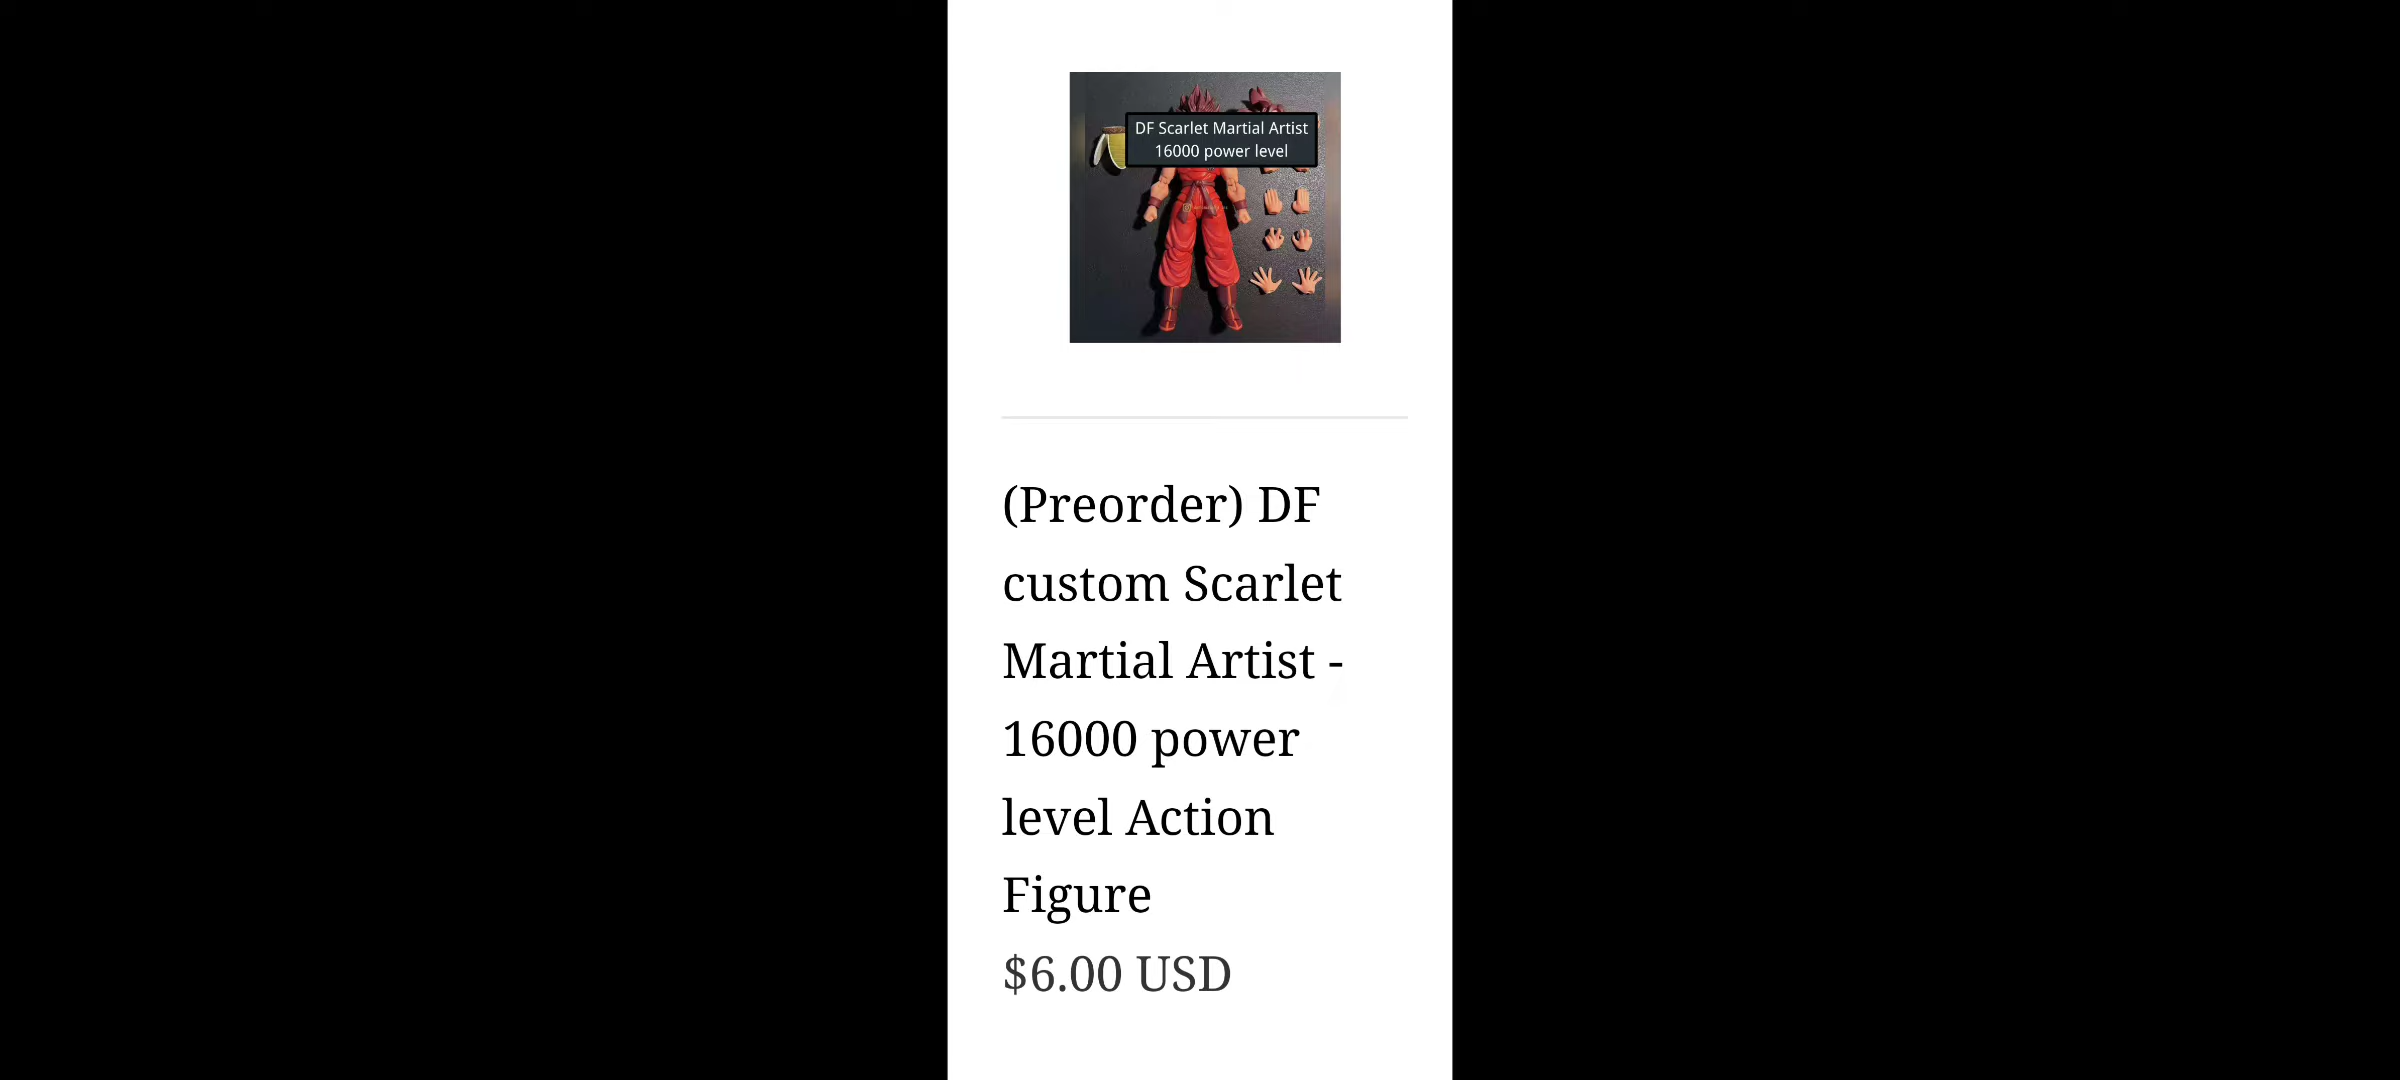 DF Scarlet Martial Artist
16000 power level
(Preorder) DF
custom Scarlet
Martial Artist -
16000 power
level Action
Figure
$6.00 USD